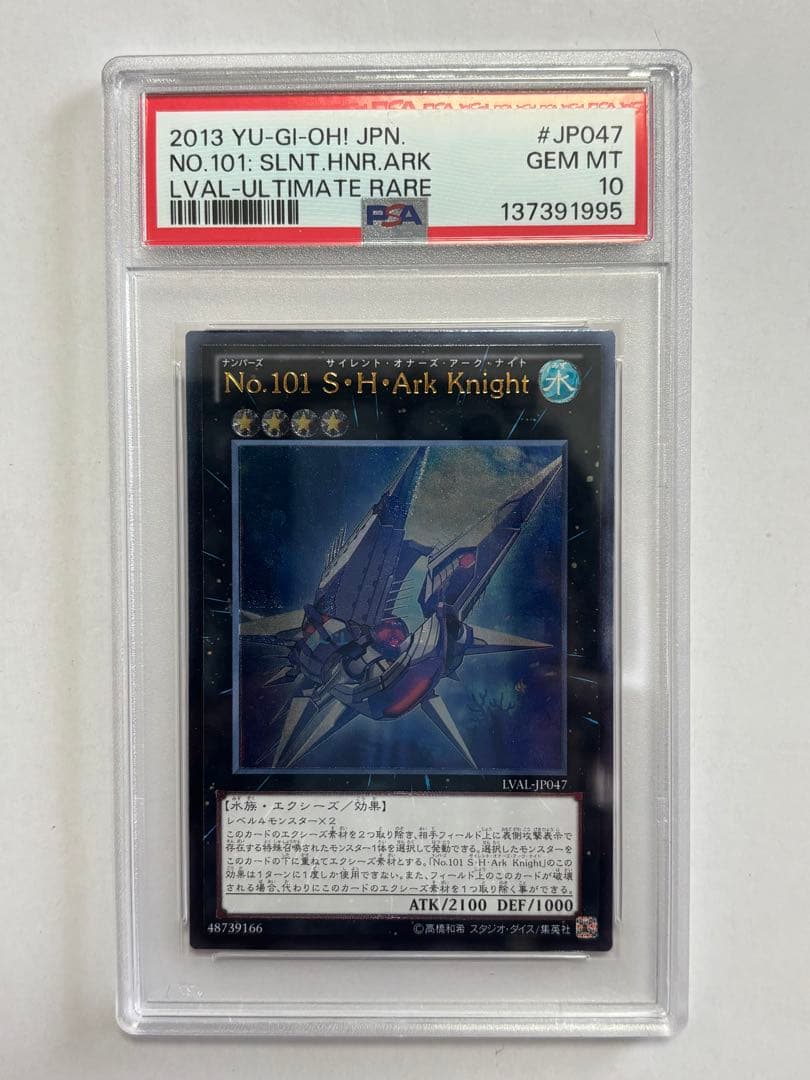 2013 YU-GI-OH! JPN. #JP047
NO.101: SLNT.HNR.ARK GEM MT
LVAL-ULTIMATE RARE 10
PSA 137391995
ナンバーズ サイレント・オナーズ・アーク・ナイト
No.101 S・H・Ark Knight 水
LVAL-JP047
【水族・エクシーズ/効果】
レベル4モンスター×2
このカードのエクシーズ素材を2つ取り除き、相手フィールド上に表側攻撃表示で
存在する特殊召喚されたモンスター1体を選択して発動できる。選択したモンスターを
このカードの下に重ねてエクシーズ素材とする。「No.101 S・H・Ark Knight」のこの
効果は1ターンに1度しか使用できない。また、フィールド上のこのカードが破壊
される場合、代わりにこのカードのエクシーズ素材を1つ取り除く事ができる。
ATK/2100 DEF/1000
48739166 ©高橋和希 スタジオ・ダイス/集英社